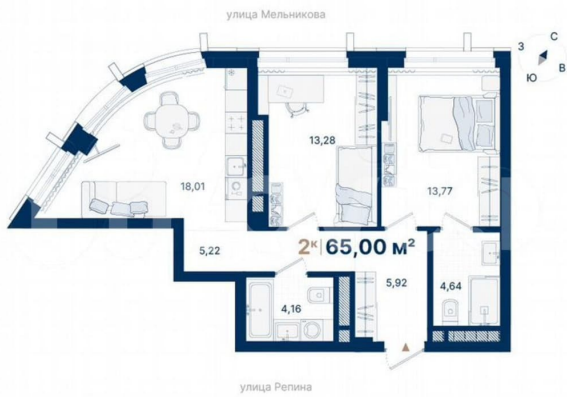 улица Мельникова
С
З
В
Ю
13,28
18,01
13,77
5,22
2к 65,00 м²
5,92
4,64
4,16
улица Репина